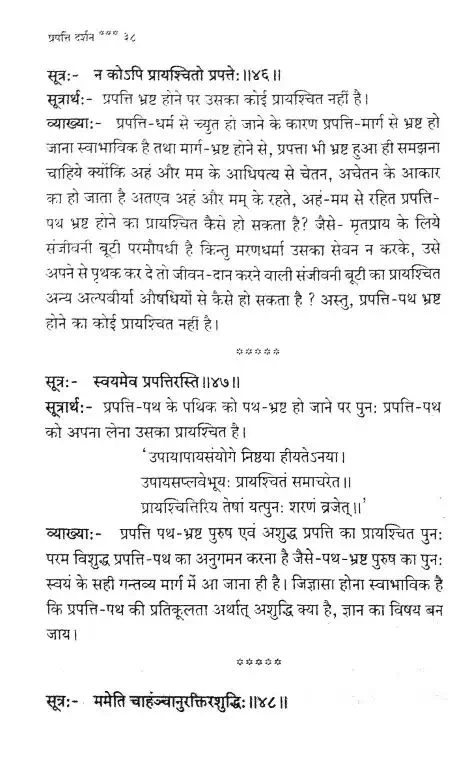 प्रपत्ति दर्शन *** ३८
सूत्र:- न कोऽपि प्रायश्चितो प्रपत्ते:॥४६॥
सूत्रार्थ:- प्रपत्ति भ्रष्ट होने पर उसका कोई प्रायश्चित नहीं है।
व्याख्या:- प्रपत्ति-धर्म से च्युत हो जाने के कारण प्रपत्ति-मार्ग से भ्रष्ट हो
जाना स्वाभाविक है तथा मार्ग-भ्रष्ट होने से, प्रपत्ता भी भ्रष्ट हुआ ही समझना
चाहिये क्योंकि अहं और मम के आधिपत्य से चेतन, अचेतन के आकार
का हो जाता है अतएव अहं और मम् के रहते, अहं-मम से रहित प्रपत्ति-
पथ भ्रष्ट होने का प्रायश्चित कैसे हो सकता है? जैसे- मृतप्राय के लिये
संजीवनी बूटी परमौषधी है किन्तु मरणधर्मा उसका सेवन न करके, उसे
अपने से पृथक कर दे तो जीवन-दान करने वाली संजीवनी बूटी का प्रायश्चित
अन्य अल्पवीर्या औषधियों से कैसे हो सकता है ? अस्तु, प्रपत्ति-पथ भ्रष्ट
होने का कोई प्रायश्चित नहीं है।
*****
सूत्र:- स्वयमेव प्रपत्तिरस्ति॥४७॥
सूत्रार्थ:- प्रपत्ति-पथ के पथिक को पथ-भ्रष्ट हो जाने पर पुन: प्रपत्ति-पथ
को अपना लेना उसका प्रायश्चित है।
'उपायापायसंयोगे निष्ठया हीयतेऽनया।
उपायसप्लवेभूय: प्रायश्चितं समाचरेत॥
प्रायश्चित्तिरिय तेषां यत्पुन: शरणं व्रजेत्॥'
व्याख्या:- प्रपत्ति पथ-भ्रष्ट पुरुष एवं अशुद्ध प्रपत्ति का प्रायश्चित पुन:
परम विशुद्ध प्रपत्ति-पथ का अनुगमन करना है जैसे-पथ-भ्रष्ट पुरुष का पुन:
स्वयं के सही गन्तव्य मार्ग में आ जाना ही है। जिज्ञासा होना स्वाभाविक है
कि प्रपत्ति-पथ की प्रतिकूलता अर्थात् अशुद्धि क्या है, ज्ञान का विषय बन
जाय।
*****
सूत्र:- ममेति चाहंञ्चानुरक्तिरशुद्धि:॥४८॥